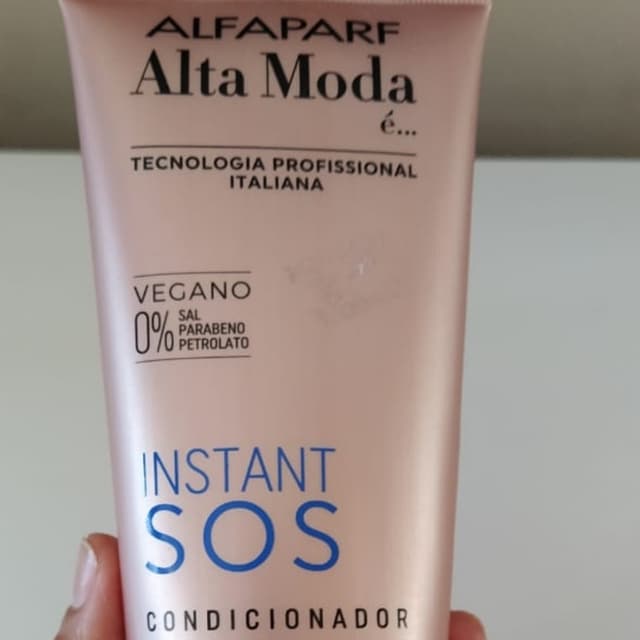 ALFAPARF
Alta Moda
é...
TECNOLOGIA PROFISSIONAL
ITALIANA
VEGANO
0% SAL
PARABENO
PETROLATO
INSTANT
SOS
CONDICIONADOR